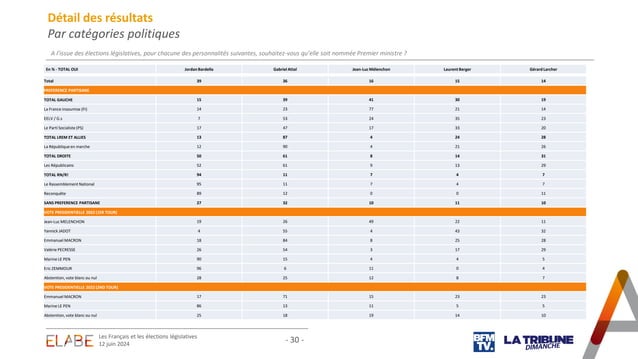 Détail des résultats
Par catégories politiques
A l'issue des élections législatives, pour chacune des personnalités suivantes, souhaitez-vous qu'elle soit nommée Premier ministre ?
En % - TOTAL OUI Jordan Bardella Gabriel Attal Jean-Luc Mélenchon Laurent Berger Gérard Larcher
Total 39 36 16 15 14
PREFERENCE PARTISANE
TOTAL GAUCHE 15 39 41 30 19
La France insoumise (FI) 14 23 77 21 14
EELV / G.s 7 53 24 35 23
Le Parti Socialiste (PS) 17 47 17 33 20
TOTAL LREM ET ALLIES 13 87 4 24 28
La République en marche 12 90 4 21 26
TOTAL DROITE 50 61 8 14 31
Les Républicains 52 61 9 13 29
TOTAL RN/R! 94 11 7 4 7
Le Rassemblement National 95 11 7 4 7
Reconquête 89 12 0 0 11
SANS PREFERENCE PARTISANE 27 32 10 11 10
VOTE PRESIDENTIELLE 2022 (1ER TOUR)
Jean-Luc MELENCHON 19 26 49 22 11
Yannick JADOT 4 55 4 43 32
Emmanuel MACRON 18 84 8 25 28
Valérie PECRESSE 26 54 3 17 29
Marine LE PEN 90 15 4 4 5
Eric ZEMMOUR 96 6 11 0 4
Abstention, vote blanc ou nul 28 25 12 8 7
VOTE PRESIDENTIELLE 2022 (2ND TOUR)
Emmanuel MACRON 17 71 15 23 23
Marine LE PEN 86 13 11 5 5
Abstention, vote blanc ou nul 25 18 19 14 10
ELABE
Les Français et les élections législatives
12 juin 2024
- 30 -
BFM
TV.
LA TRIBUNE
DIMANCHE